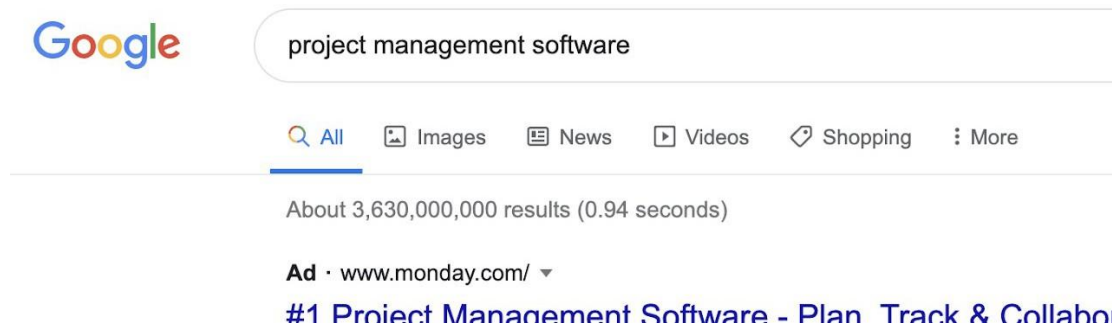 Google project management software
All Images News Videos Shopping More
About 3,630,000,000 results (0.94 seconds)
Ad · www.monday.com/
#1 Project Management Software - Plan, Track & Collabor